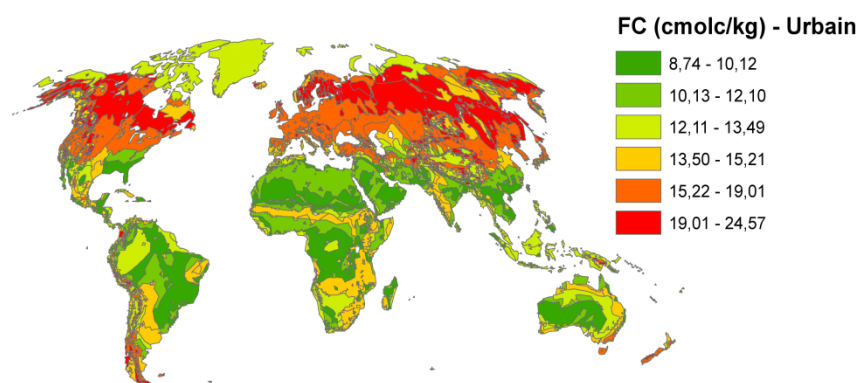 FC (cmolc/kg) - Urbain
8,74 - 10,12
10,13 - 12,10
12,11 - 13,49
13,50 - 15,21
15,22 - 19,01
19,01 - 24,57